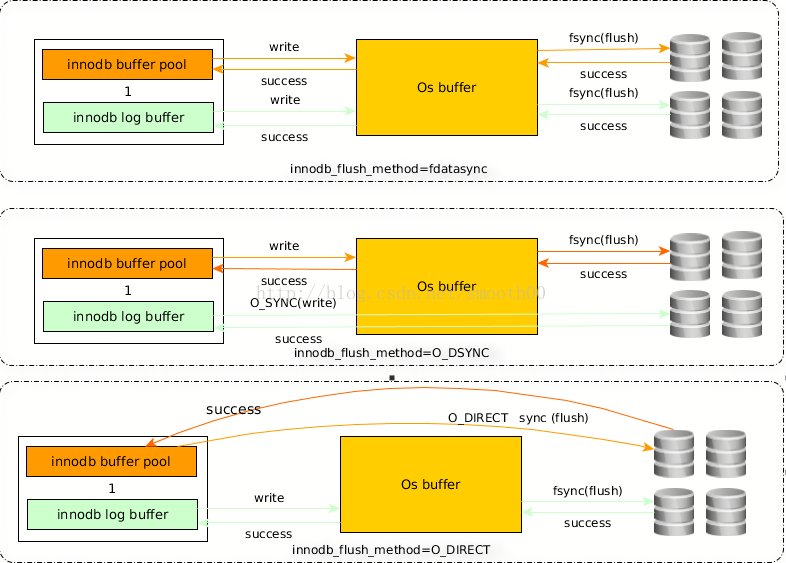 write
fsync(flush)
innodb buffer pool
success
Os buffer
success
1
write
fsync(flush)
innodb log buffer
success
success
innodb_flush_method=fdatasync
write
fsync(flush)
innodb buffer pool
success
Os buffer
success
1
O_SYNC(write)
innodb log buffer
success
innodb_flush_method=O_DSYNC
success
O_DIRECT sync (flush)
innodb buffer pool
1
Os buffer
write
fsync(flush)
innodb log buffer
success
success
innodb_flush_method=O_DIRECT